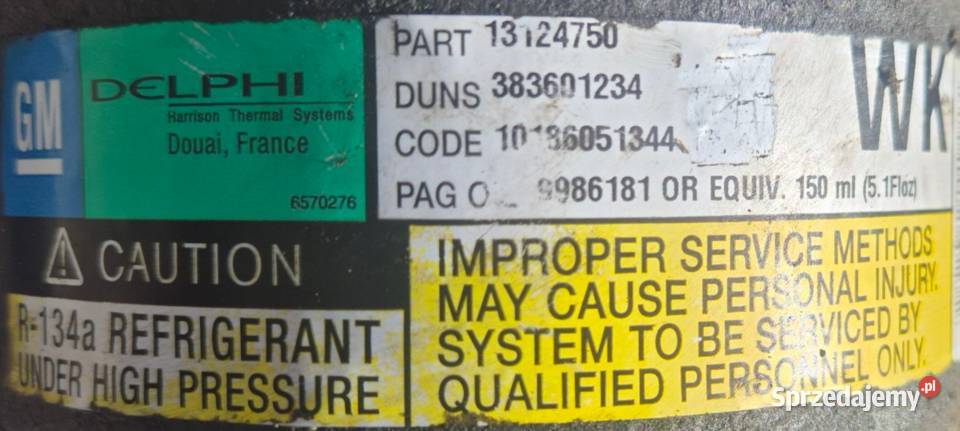 GM
DELPHI
Harrison Thermal Systems
Douai, France
6570276
PART 13124750
DUNS 383601234
CODE
WK
PAG 9986181 OR EQUIV. 150 ml (5.1Floz)
CAUTION
R-134a REFRIGERANT
UNDER HIGH PRESSURE
IMPROPER SERVICE METHODS
MAY CAUSE PERSONAL INJURY.
SYSTEM TO BE SERVICED BY
QUALIFIED PERSONNEL ONLY.
Sprzedajemy.pl